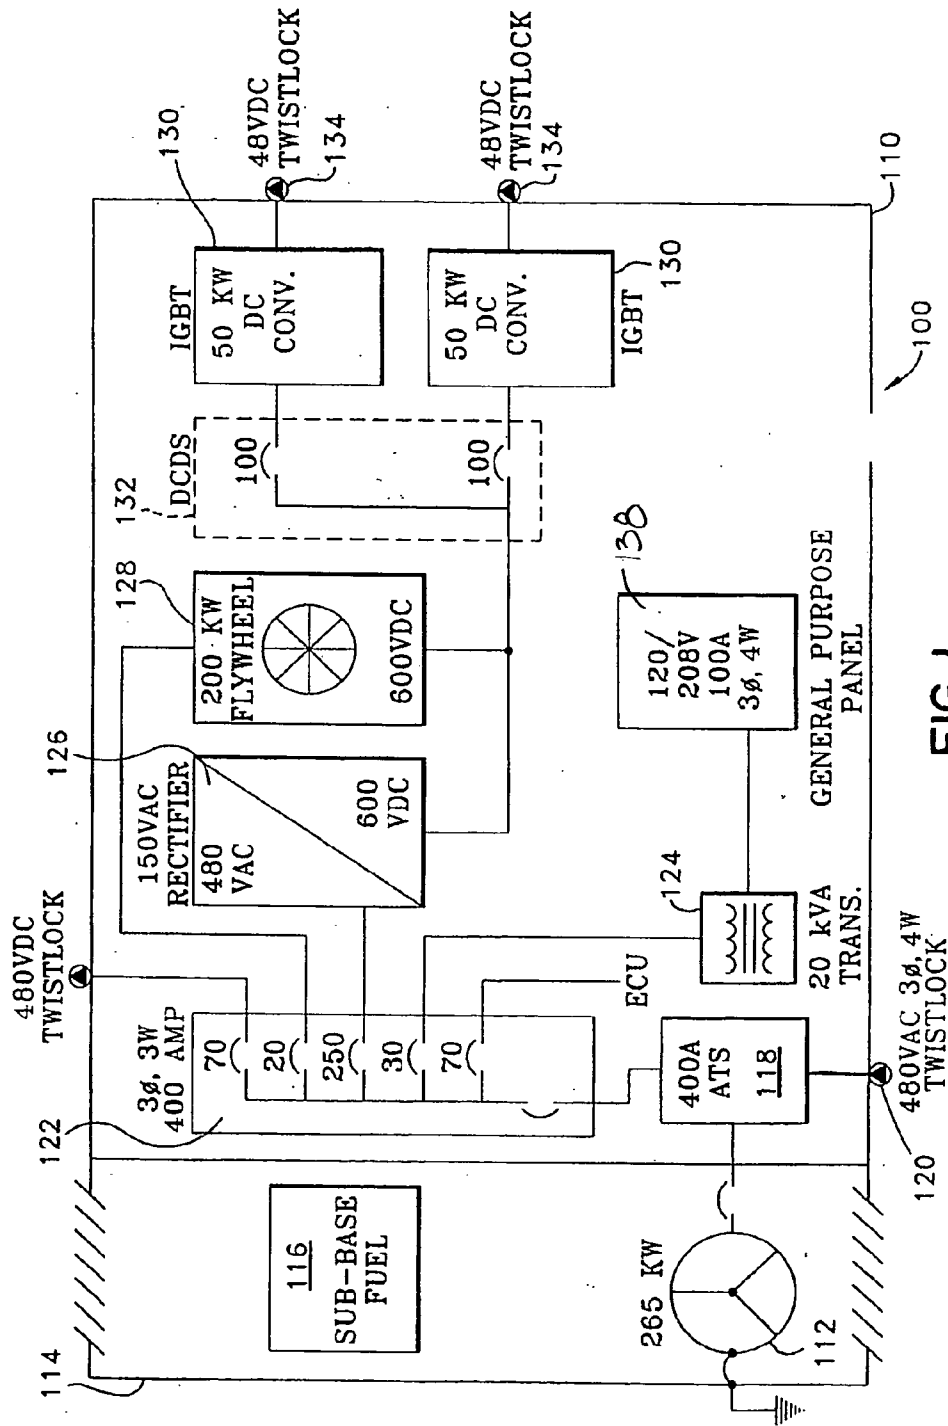 114
116
SUB-BASE
FUEL
265 KW
112
122
3ø, 3W
400 AMP
70
20
250
30
70
400A
ATS
118
120
480VAC 3ø, 4W
TWISTLOCK
480VDC
TWISTLOCK
ECU
124
20 kVA
TRANS.
126
150VAC
RECTIFIER
480
VAC
600
VDC
128
200 KW
FLYWHEEL
600VDC
138
120/
208V
100A
3ø, 4W
GENERAL PURPOSE
PANEL
132
DCDS
100
100
IGBT
50 KW
DC
CONV.
130
50 KW
DC
CONV.
IGBT
130
48VDC
TWISTLOCK
134
48VDC
TWISTLOCK
134
110
100